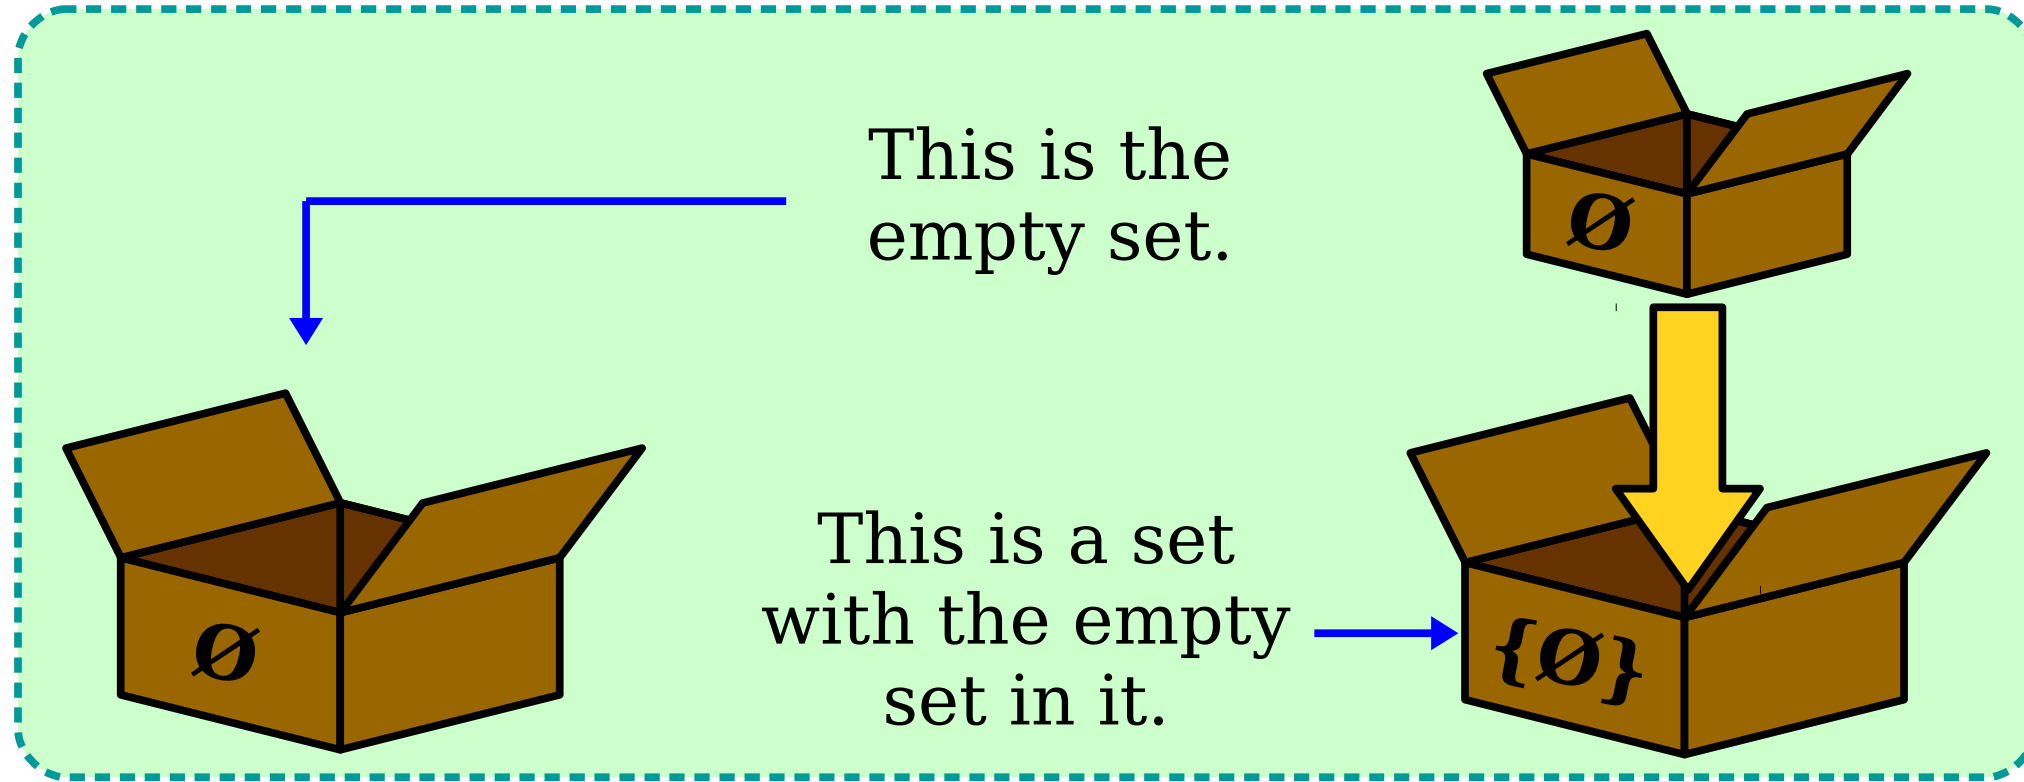 This is the
empty set.
Ø
Ø
This is a set
with the empty
set in it.
{Ø}